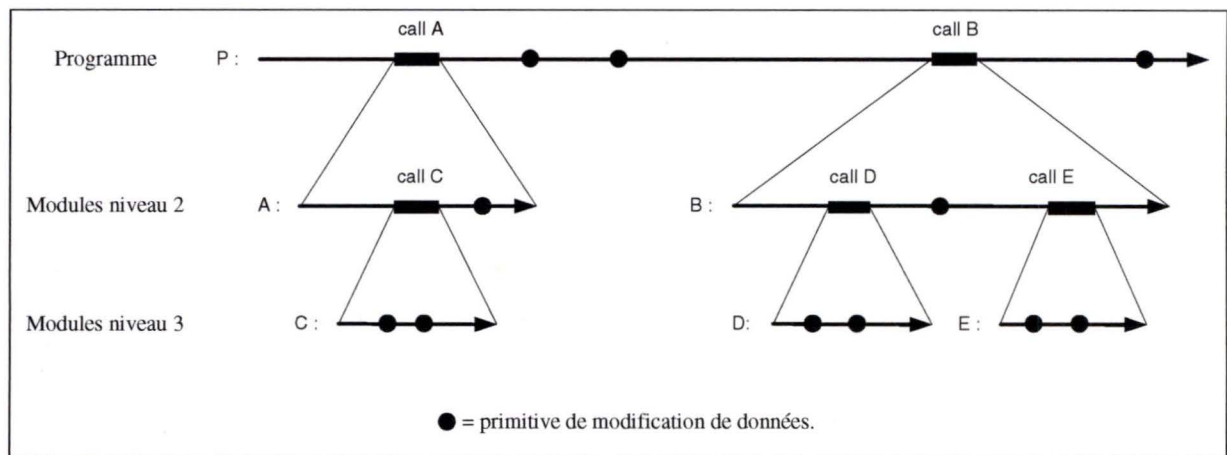 call A
call B
Programme
P :
call C
call D
call E
Modules niveau 2
A :
B :
Modules niveau 3
C :
D:
E :
= primitive de modification de données.